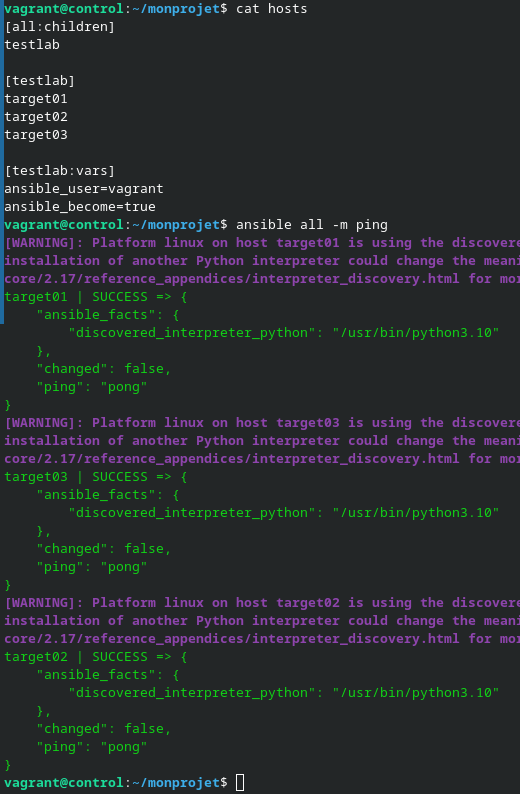 vagrant@control:~/monprojet$ cat hosts
[all:children]
testlab

[testlab]
target01
target02
target03

[testlab:vars]
ansible_user=vagrant
ansible_become=true
vagrant@control:~/monprojet$ ansible all -m ping
[WARNING]: Platform linux on host target01 is using the discovere
installation of another Python interpreter could change the meani
core/2.17/reference_appendices/interpreter_discovery.html for mor
target01 | SUCCESS => {
    "ansible_facts": {
        "discovered_interpreter_python": "/usr/bin/python3.10"
    },
    "changed": false,
    "ping": "pong"
}
[WARNING]: Platform linux on host target03 is using the discovere
installation of another Python interpreter could change the meani
core/2.17/reference_appendices/interpreter_discovery.html for mor
target03 | SUCCESS => {
    "ansible_facts": {
        "discovered_interpreter_python": "/usr/bin/python3.10"
    },
    "changed": false,
    "ping": "pong"
}
[WARNING]: Platform linux on host target02 is using the discovere
installation of another Python interpreter could change the meani
core/2.17/reference_appendices/interpreter_discovery.html for mor
target02 | SUCCESS => {
    "ansible_facts": {
        "discovered_interpreter_python": "/usr/bin/python3.10"
    },
    "changed": false,
    "ping": "pong"
}
vagrant@control:~/monprojet$